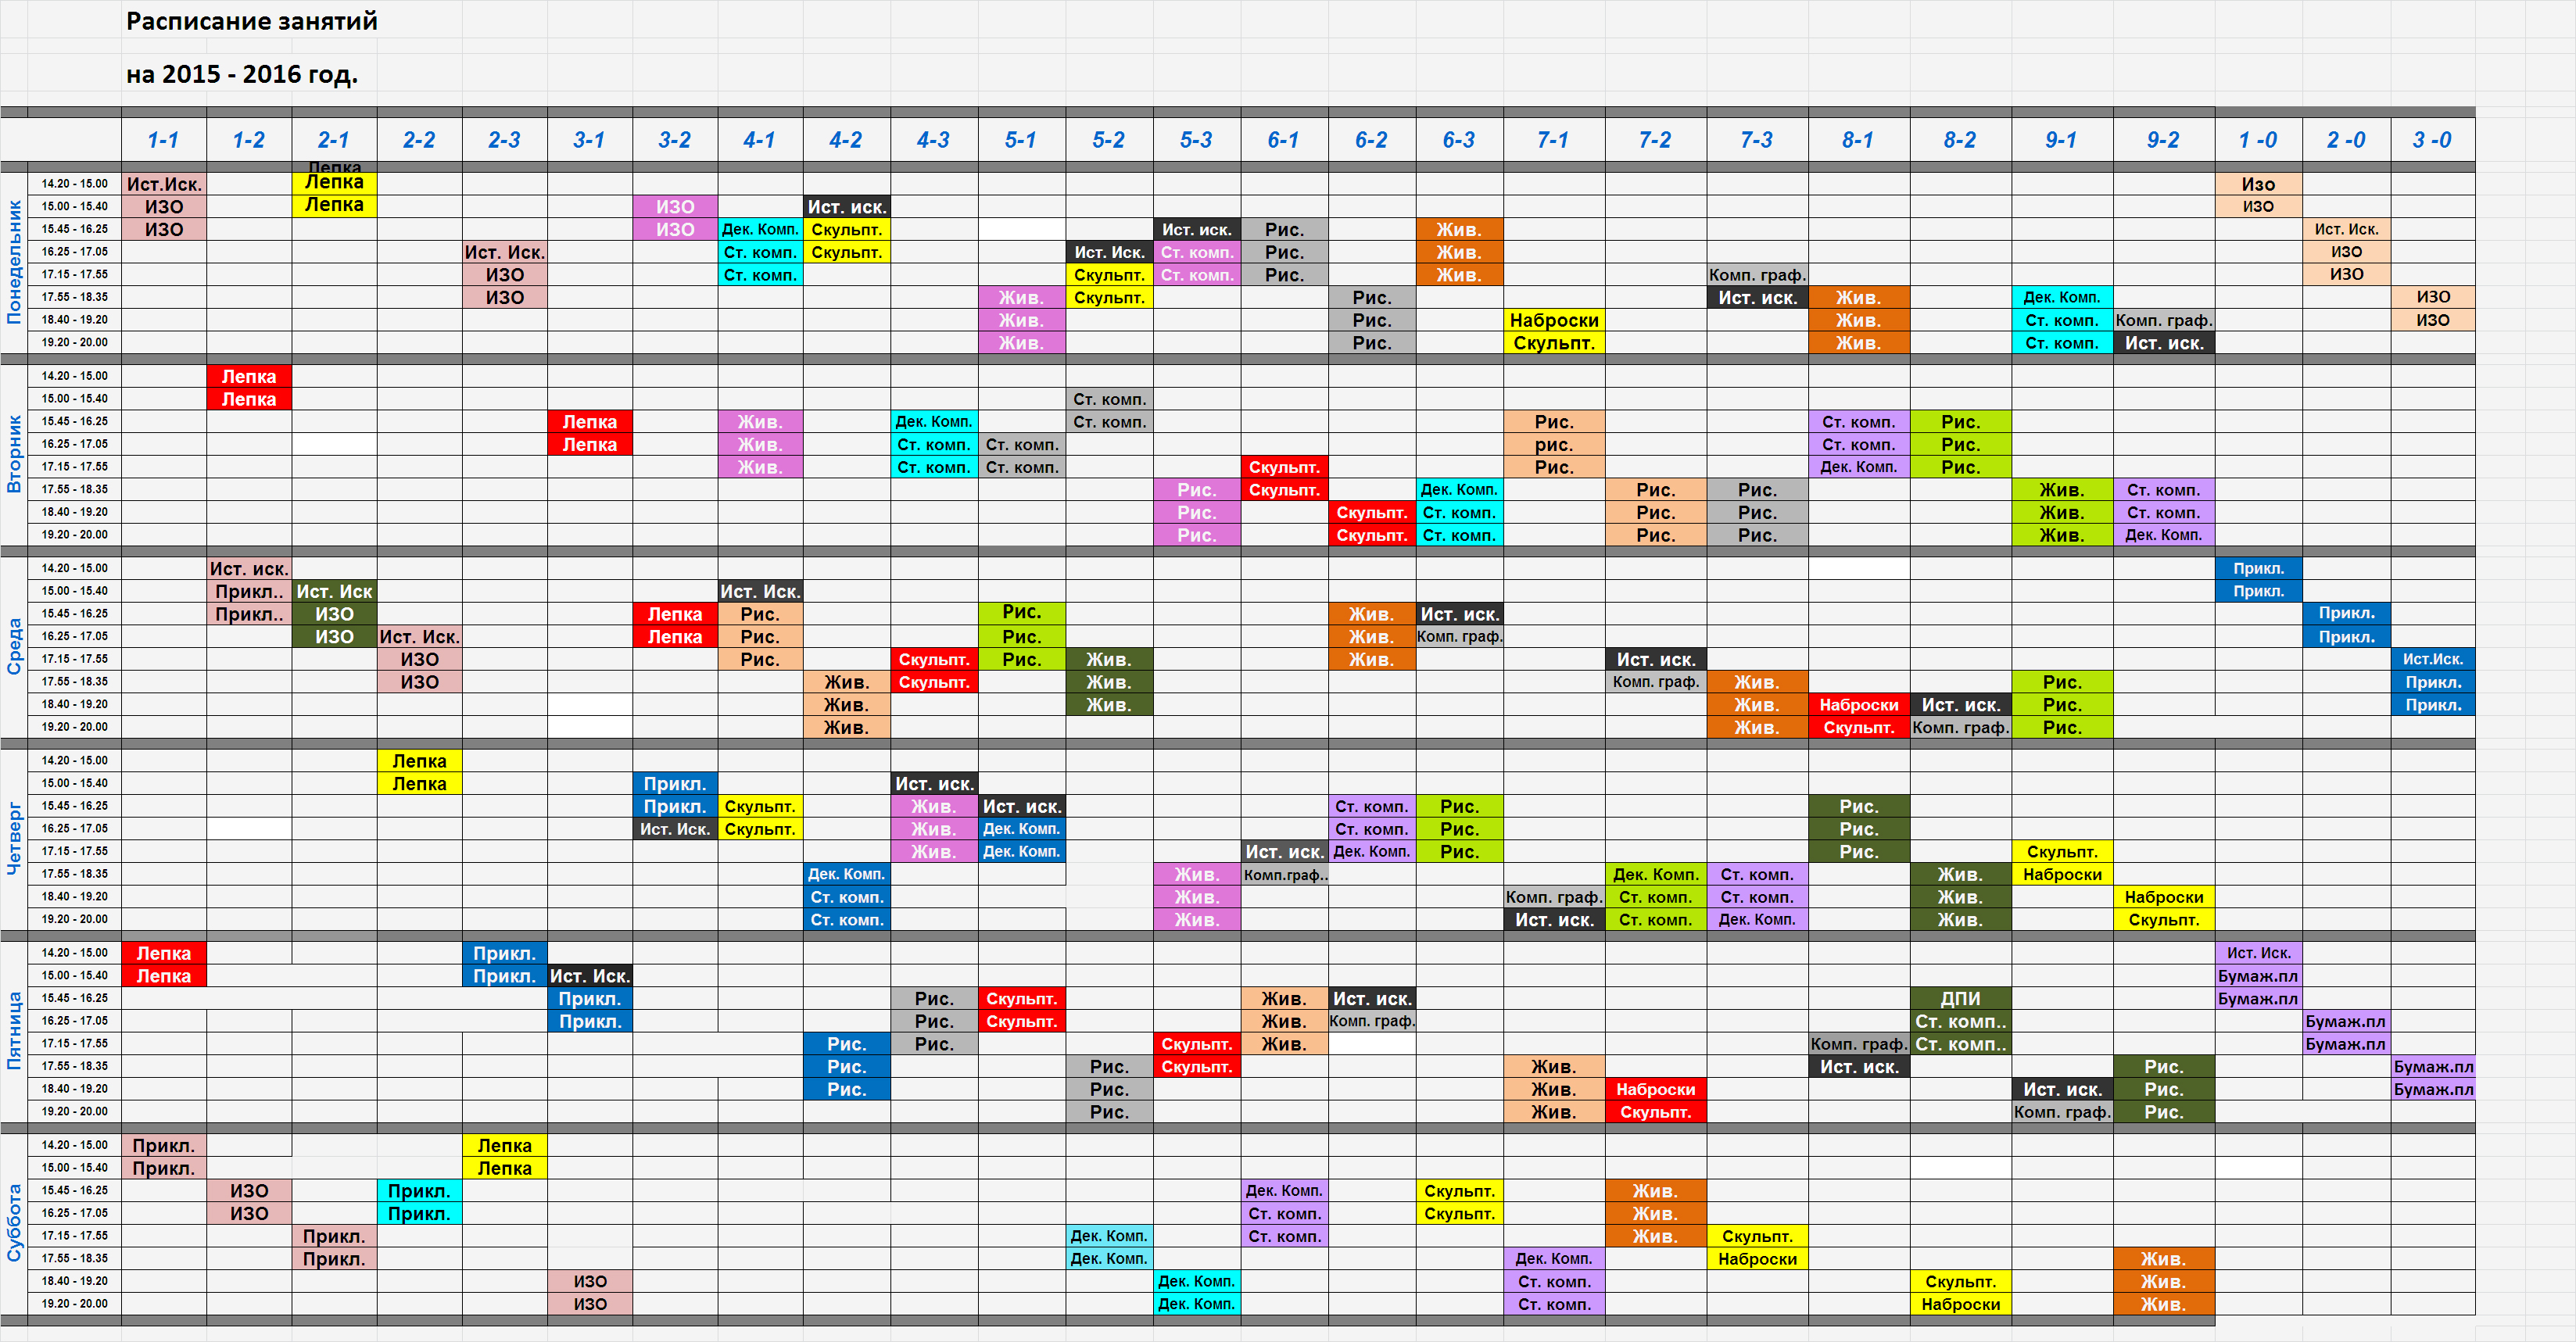 Расписание занятий
на 2015 - 2016 год.
1-1 1-2 2-1 2-2 2-3 3-1 3-2 4-1 4-2 4-3 5-1 5-2 5-3 6-1 6-2 6-3 7-1 7-2 7-3 8-1 8-2 9-1 9-2 1 -0 2 -0 3 -0
Лепка
Понедельник
14.20 - 15.00 Ист.Иск. Лепка Изо
15.00 - 15.40 ИЗО Лепка ИЗО Ист. иск. ИЗО
15.45 - 16.25 ИЗО ИЗО Дек. Комп. Скульпт. Ист. иск. Рис. Жив. Ист. Иск.
16.25 - 17.05 Ист. Иск. Ст. комп. Скульпт. Ист. Иск. Ст. комп. Рис. Жив. ИЗО
17.15 - 17.55 ИЗО Ст. комп. Скульпт. Ст. комп. Рис. Жив. Комп. граф. ИЗО
17.55 - 18.35 ИЗО Жив. Скульпт. Рис. Ист. иск. Жив. Дек. Комп. ИЗО
18.40 - 19.20 Жив. Рис. Наброски Жив. Ст. комп. Комп. граф. ИЗО
19.20 - 20.00 Жив. Рис. Скульпт. Жив. Ст. комп. Ист. иск.
Вторник
14.20 - 15.00 Лепка
15.00 - 15.40 Лепка Ст. комп.
15.45 - 16.25 Лепка Жив. Дек. Комп. Ст. комп. Рис. Ст. комп. Рис.
16.25 - 17.05 Лепка Жив. Ст. комп. Ст. комп. рис. Ст. комп. Рис.
17.15 - 17.55 Жив. Ст. комп. Ст. комп. Скульпт. Рис. Дек. Комп. Рис.
17.55 - 18.35 Рис. Скульпт. Дек. Комп. Рис. Рис. Жив. Ст. комп.
18.40 - 19.20 Рис. Скульпт. Ст. комп. Рис. Рис. Жив. Ст. комп.
19.20 - 20.00 Рис. Скульпт. Ст. комп. Рис. Рис. Жив. Дек. Комп.
Среда
14.20 - 15.00 Ист. иск. Прикл.
15.00 - 15.40 Прикл.. Ист. Иск Ист. Иск. Прикл.
15.45 - 16.25 Прикл.. ИЗО Лепка Рис. Рис. Жив. Ист. иск. Прикл.
16.25 - 17.05 ИЗО Ист. Иск. Лепка Рис. Рис. Жив. Комп. граф. Прикл.
17.15 - 17.55 ИЗО Рис. Скульпт. Рис. Жив. Жив. Ист. иск. Ист.Иск.
17.55 - 18.35 ИЗО Жив. Скульпт. Жив. Комп. граф. Жив. Рис. Прикл.
18.40 - 19.20 Жив. Жив. Жив. Наброски Ист. иск. Рис. Прикл.
19.20 - 20.00 Жив. Жив. Скульпт. Комп. граф. Рис.
Четверг
14.20 - 15.00 Лепка
15.00 - 15.40 Лепка Прикл. Ист. иск.
15.45 - 16.25 Прикл. Скульпт. Жив. Ист. иск. Ст. комп. Рис. Рис.
16.25 - 17.05 Ист. Иск. Скульпт. Жив. Дек. Комп. Ст. комп. Рис. Рис.
17.15 - 17.55 Жив. Дек. Комп. Ист. иск. Дек. Комп. Рис. Рис. Скульпт.
17.55 - 18.35 Дек. Комп. Жив. Комп.граф.. Дек. Комп. Ст. комп. Жив. Наброски
18.40 - 19.20 Ст. комп. Жив. Комп. граф. Ст. комп. Ст. комп. Жив. Наброски
19.20 - 20.00 Ст. комп. Жив. Ист. иск. Ст. комп. Дек. Комп. Жив. Скульпт.
Пятница
14.20 - 15.00 Лепка Прикл. Ист. Иск.
15.00 - 15.40 Лепка Прикл. Ист. Иск. Бумаж.пл
15.45 - 16.25 Прикл. Рис. Скульпт. Жив. Ист. иск. ДПИ Бумаж.пл
16.25 - 17.05 Прикл. Рис. Скульпт. Жив. Комп. граф. Ст. комп.. Бумаж.пл
17.15 - 17.55 Рис. Рис. Скульпт. Жив. Комп. граф. Ст. комп.. Бумаж.пл
17.55 - 18.35 Рис. Рис. Скульпт. Жив. Ист. иск. Рис. Бумаж.пл
18.40 - 19.20 Рис. Рис. Жив. Наброски Ист. иск. Рис. Бумаж.пл
19.20 - 20.00 Рис. Жив. Скульпт. Комп. граф. Рис.
Суббота
14.20 - 15.00 Прикл. Лепка
15.00 - 15.40 Прикл. Лепка
15.45 - 16.25 ИЗО Прикл. Дек. Комп. Скульпт. Жив.
16.25 - 17.05 ИЗО Прикл. Ст. комп. Скульпт. Жив.
17.15 - 17.55 Прикл. Дек. Комп. Ст. комп. Жив. Скульпт.
17.55 - 18.35 Прикл. Дек. Комп. Дек. Комп. Наброски Жив.
18.40 - 19.20 ИЗО Дек. Комп. Ст. комп. Скульпт. Жив.
19.20 - 20.00 ИЗО Дек. Комп. Ст. комп. Наброски Жив.